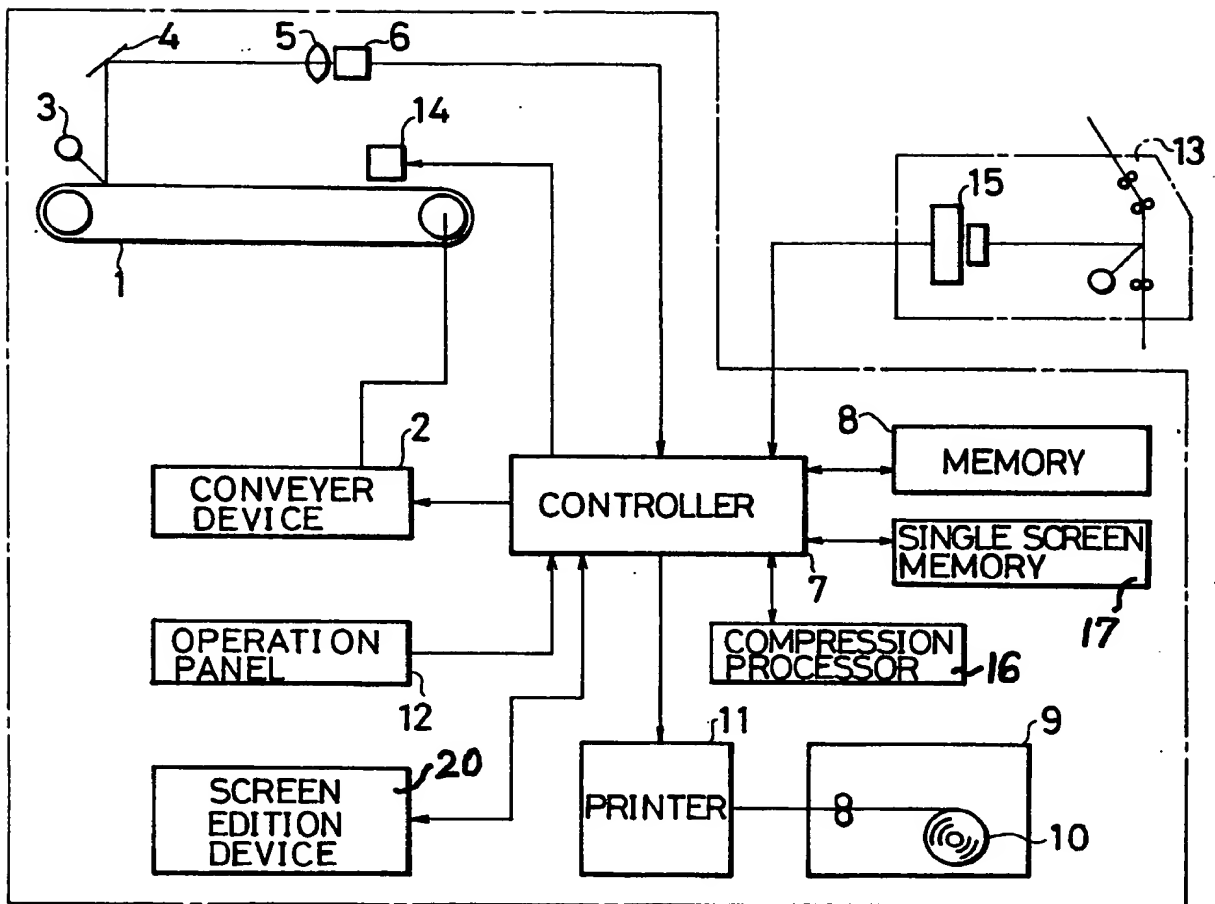 4
5
6
3
14
13
15
1
2
CONVEYER
DEVICE
CONTROLLER
7
8
MEMORY
SINGLE SCREEN
MEMORY
17
OPERATION
PANEL
12
COMPRESSION
PROCESSOR
16
11
9
SCREEN
EDITION
DEVICE
20
PRINTER
10